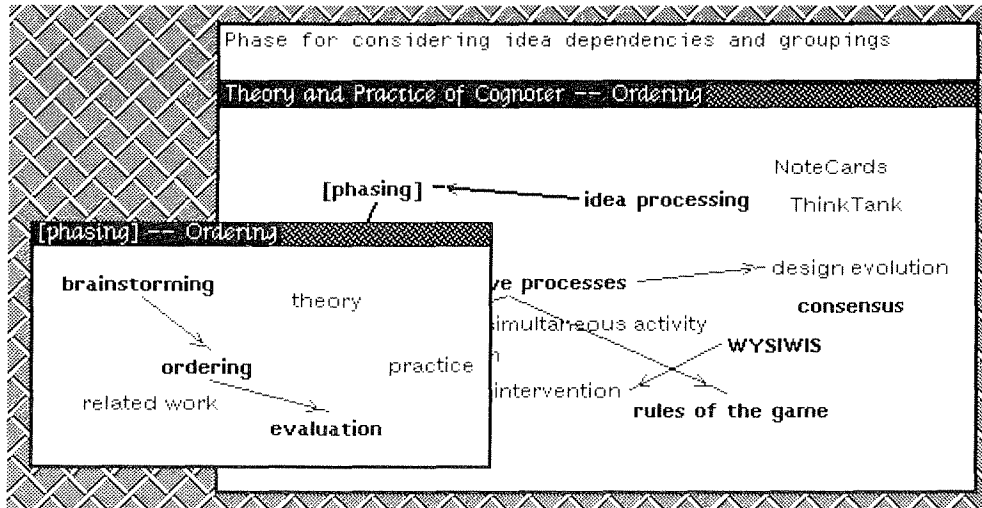 Phase for considering idea dependencies and groupings
Theory and Practice of Cognoter -- Ordering
NoteCards
[phasing]
idea processing
ThinkTank
[phasing] -- Ordering
brainstorming
theory
ve processes
design evolution
consensus
simultaneous activity
WYSIWIS
ordering
practice
n
intervention
related work
rules of the game
evaluation